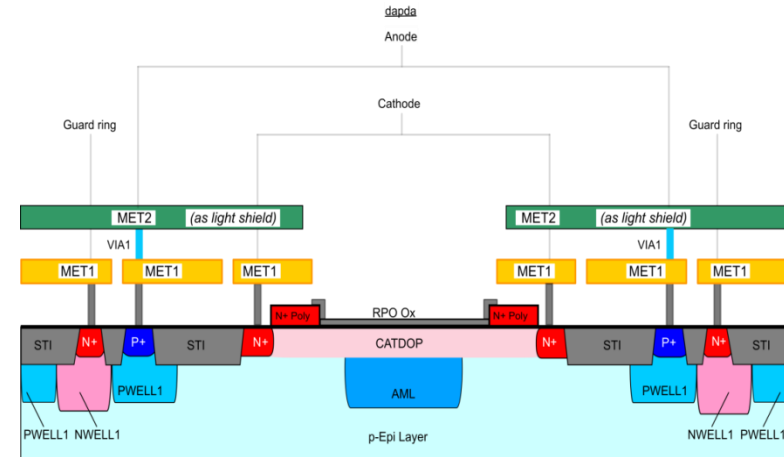 dapda
Anode
Cathode
Guard ring
Guard ring
MET2 (as light shield)
MET2 (as light shield)
VIA1
VIA1
MET1
MET1
MET1
MET1
MET1
MET1
N+ Poly
RPO Ox
N+ Poly
STI
N+
P+
STI
N+
CATDOP
N+
STI
P+
N+
STI
PWELL1
AML
PWELL1
PWELL1
NWELL1
p-Epi Layer
NWELL1
PWELL1